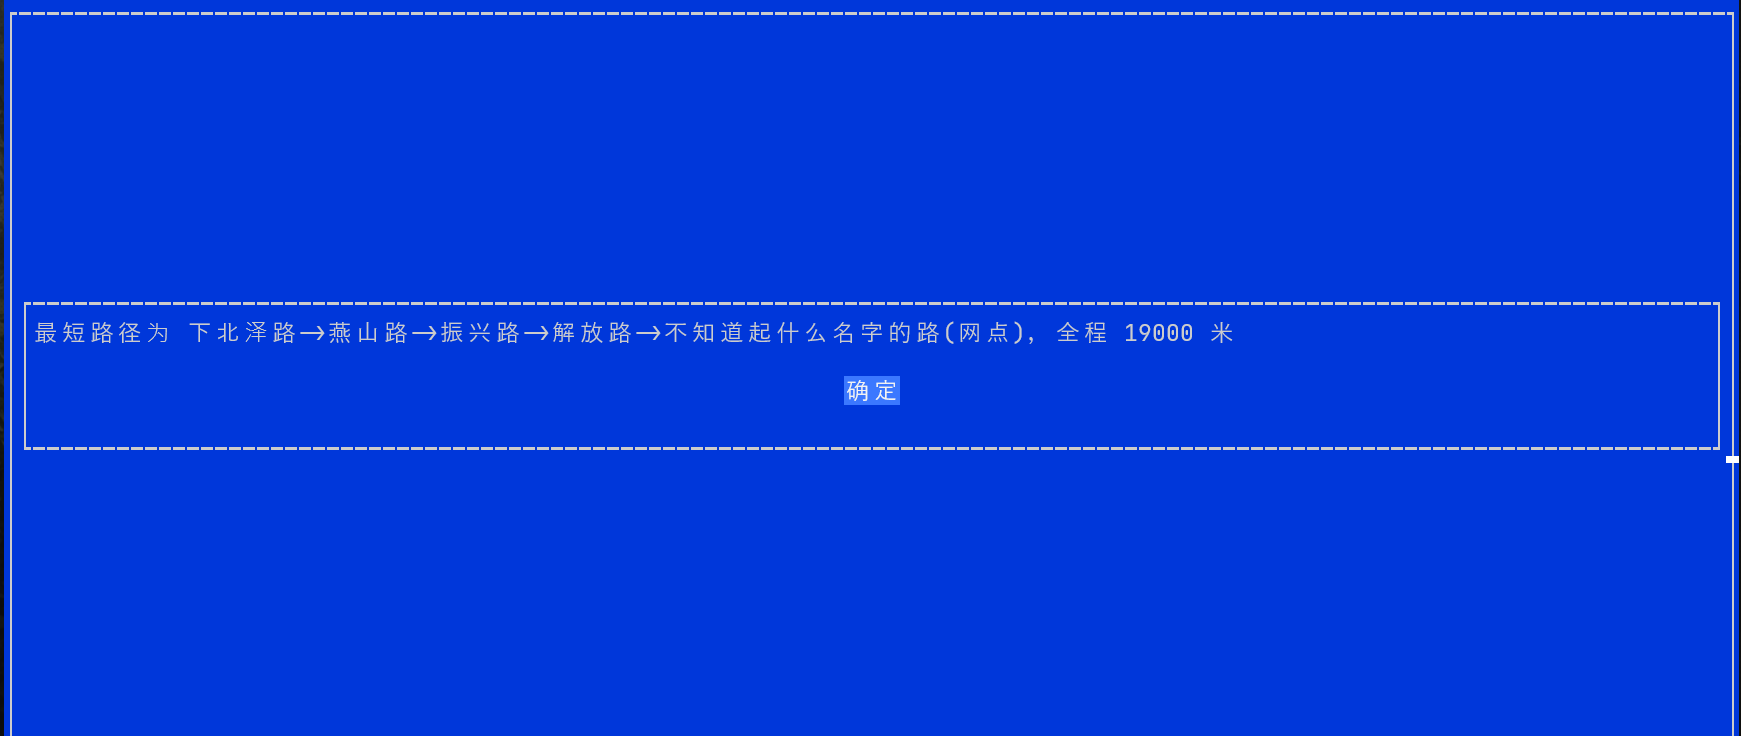 最短路径为 下北泽路->燕山路->振兴路->解放路->不知道起什么名字的路(网点), 全程 19000 米
确定